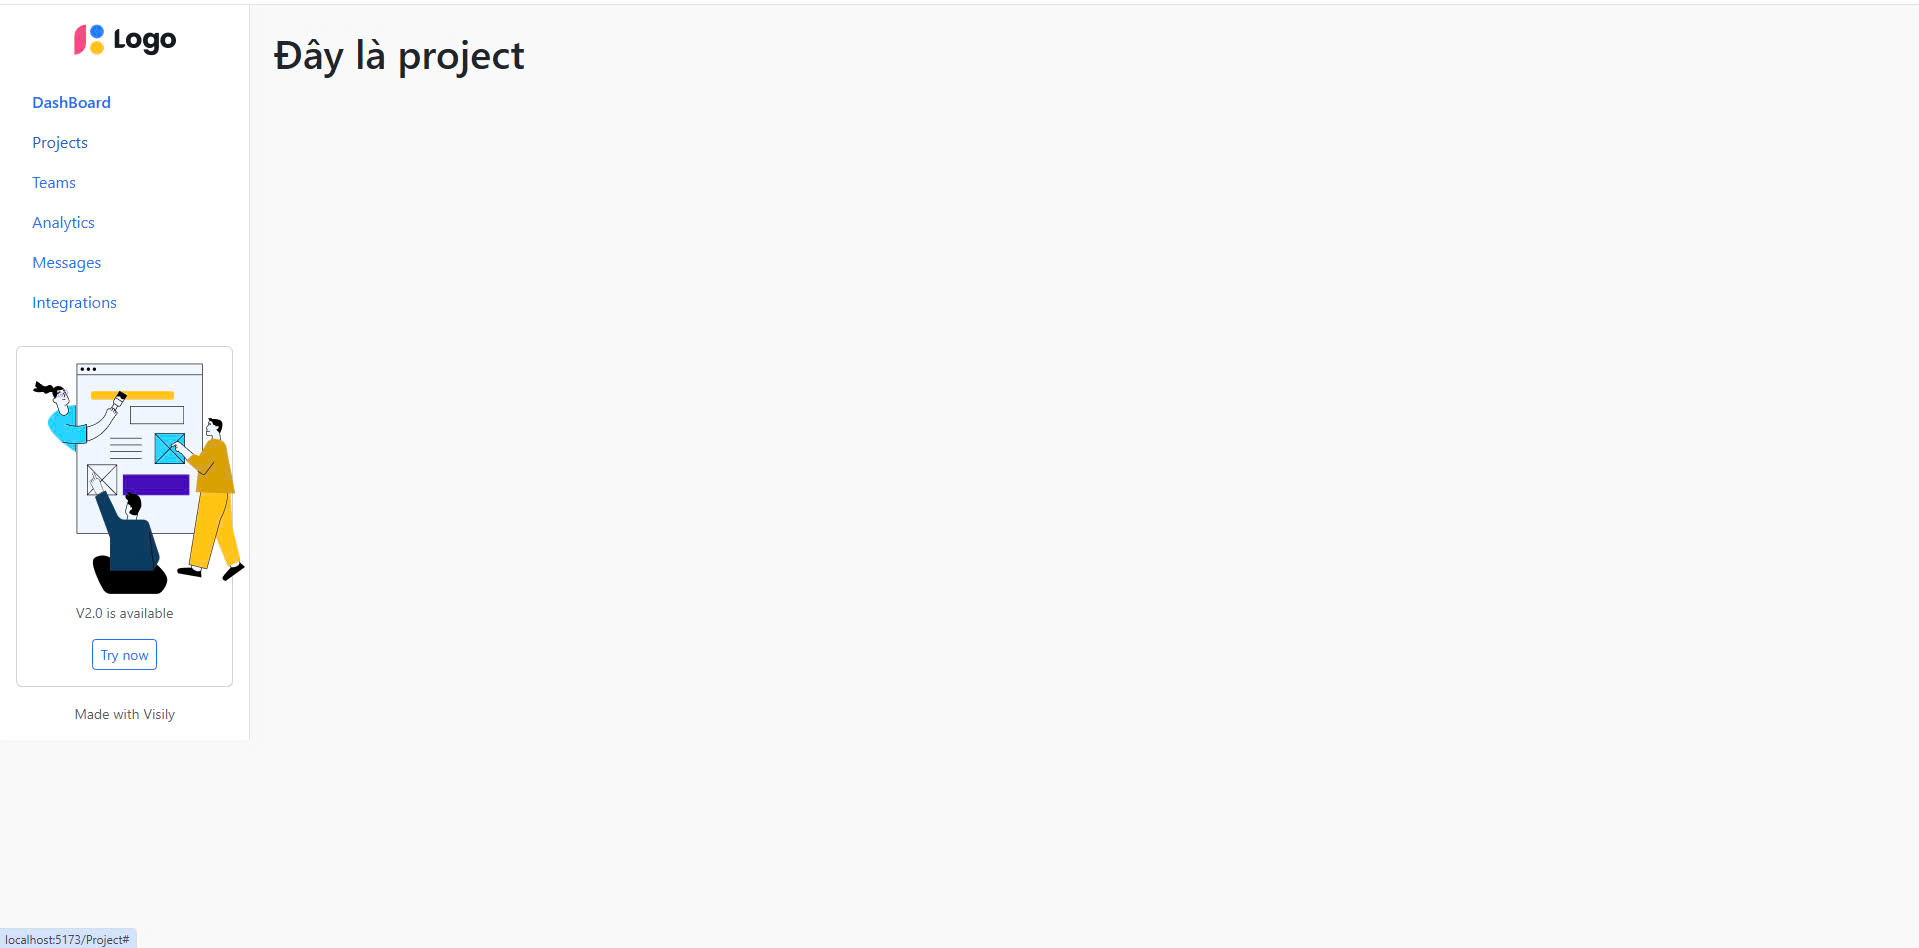 Logo
Đây là project
DashBoard
Projects
Teams
Analytics
Messages
Integrations
V2.0 is available
Try now
Made with Visily
localhost:5173/Project#